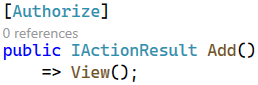 [Authorize]
0 references
public IActionResult Add()
    => View();